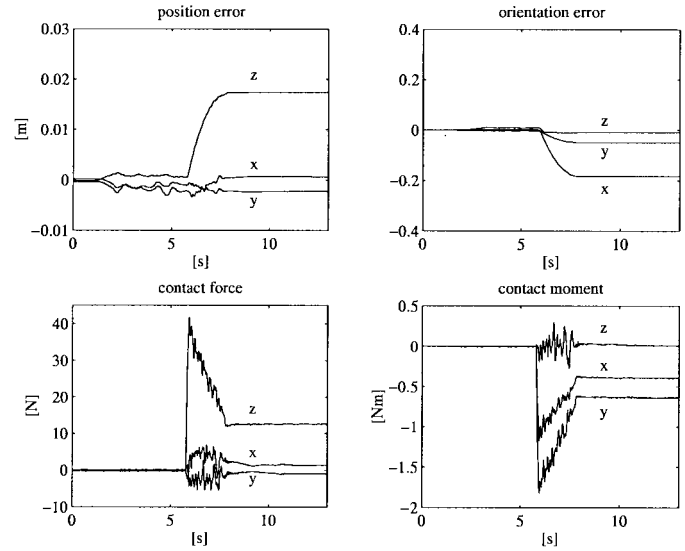 position error
0.03
0.02
0.01
0
−0.01
[m]
z
x
y
0
5
10
[s]
orientation error
0.4
0.2
0
−0.2
−0.4
z
y
x
0
5
10
[s]
contact force
40
30
20
10
0
−10
[N]
z
x
y
0
5
10
[s]
contact moment
0.5
0
−0.5
−1
−1.5
−2
[Nm]
z
x
y
0
5
10
[s]